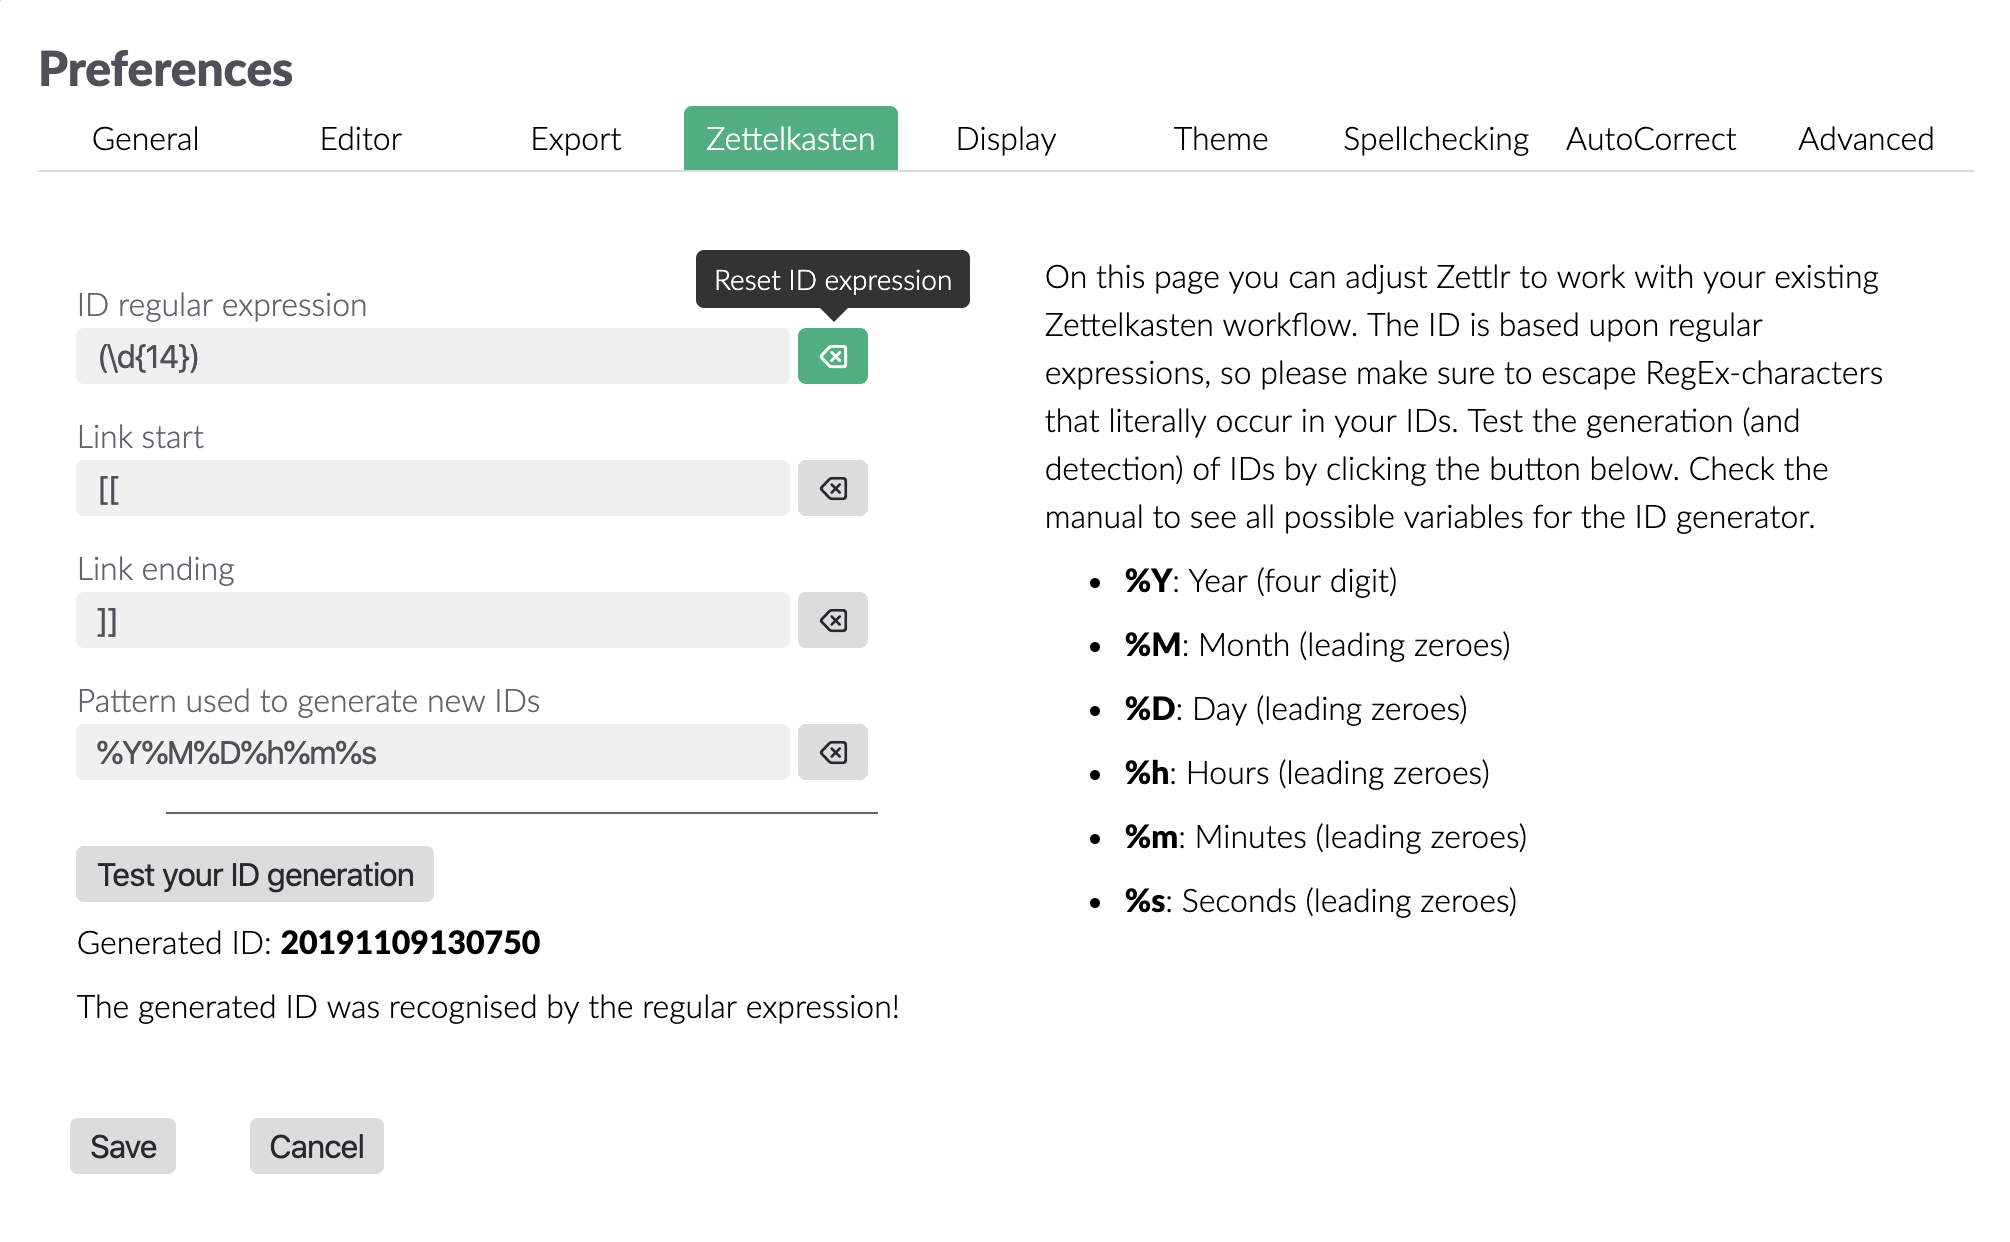 Preferences
General Editor Export Zettelkasten Display Theme Spellchecking AutoCorrect Advanced
Reset ID expression
ID regular expression
(\d{14})
Link start
[[
Link ending
]]
Pattern used to generate new IDs
%Y%M%D%h%m%s
Test your ID generation
Generated ID: 20191109130750
The generated ID was recognised by the regular expression!
On this page you can adjust Zettlr to work with your existing
Zettelkasten workflow. The ID is based upon regular
expressions, so please make sure to escape RegEx-characters
that literally occur in your IDs. Test the generation (and
detection) of IDs by clicking the button below. Check the
manual to see all possible variables for the ID generator.
• %Y: Year (four digit)
• %M: Month (leading zeroes)
• %D: Day (leading zeroes)
• %h: Hours (leading zeroes)
• %m: Minutes (leading zeroes)
• %s: Seconds (leading zeroes)
Save Cancel